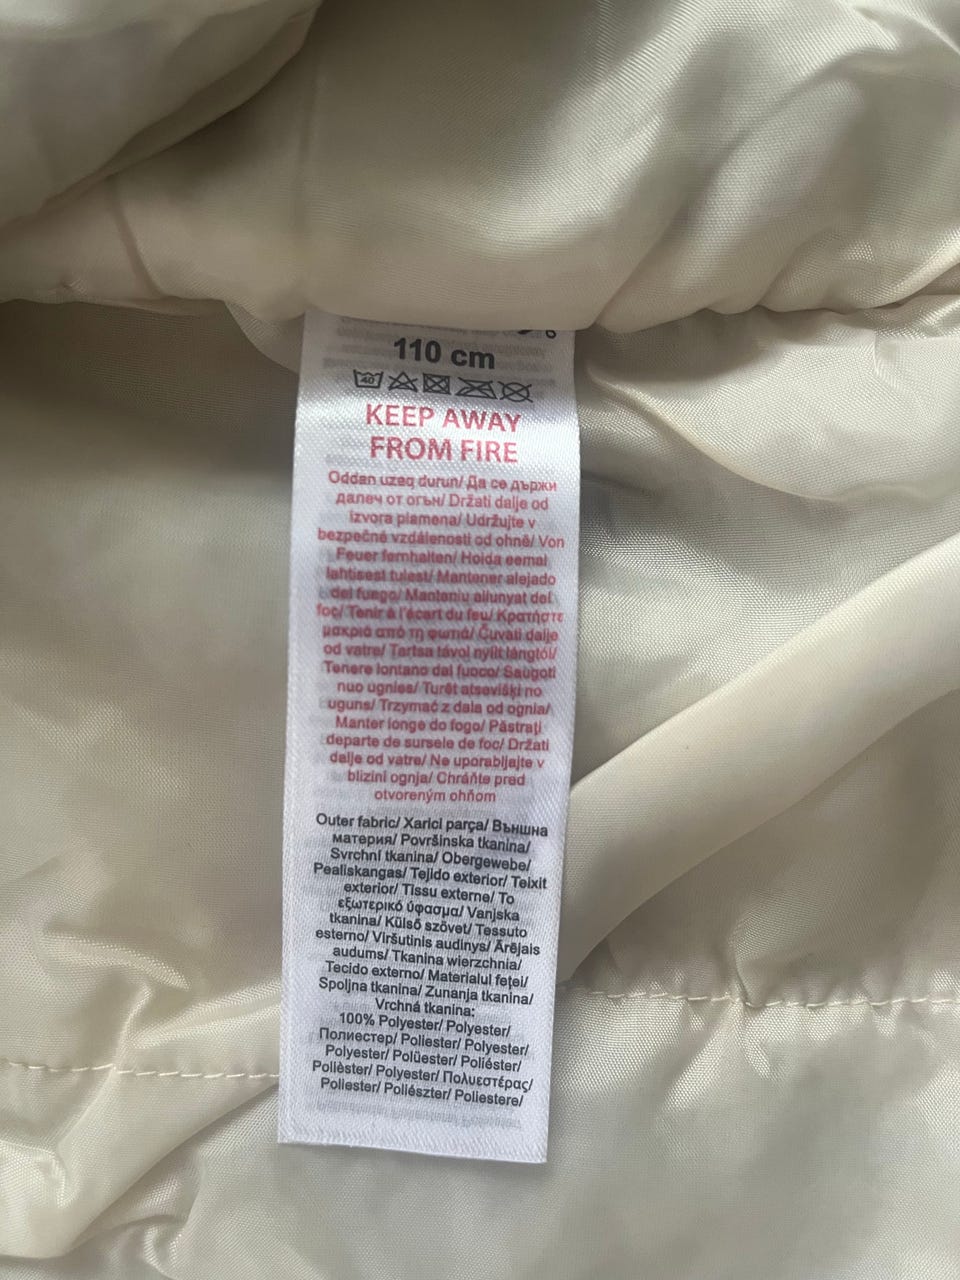 110 cm
40
KEEP AWAY
FROM FIRE
Oddan uzaq durun/ Да се държи
далеч от огън/ Držati dalje od
izvora plamena/ Udržujte v
bezpečné vzdálenosti od ohně/ Von
Feuer fernhalten/ Hoida eemal
lahtisest tulest/ Mantener alejado
del fuego/ Manteniu allunyat del
foc/ Tenir à l'écart du feu/ Κρατήστε
μακριά από τη φωτιά/ Čuvati dalje
od vatre/ Tartsa távol nyílt lángtól/
Tenere lontano dal fuoco/ Saugoti
nuo ugnies/ Turēt atsevišķi no
uguns/ Trzymać z dala od ognia/
Manter longe do fogo/ Păstrați
departe de sursele de foc/ Držati
dalje od vatre/ Ne uporabljajte v
bližini ognja/ Chráňte pred
otvoreným ohňom
Outer fabric/ Xarici parça/ Външна
материя/ Površinska tkanina/
Svrchní tkanina/ Obergewebe/
Pealiskangas/ Tejido exterior/ Teixit
exterior/ Tissu externe/ Το
εξωτερικό ύφασμα/ Vanjska
tkanina/ Külső szövet/ Tessuto
esterno/ Viršutinis audinys/ Ārējais
audums/ Tkanina wierzchnia/
Tecido externo/ Materialul feței/
Spoljna tkanina/ Zunanja tkanina/
Vrchná tkanina:
100% Polyester/ Polyester/
Полиестер/ Poliester/ Polyester/
Polyester/ Polüester/ Poliéster/
Polièster/ Polyester/ Πολυεστέρας/
Poliester/ Poliészter/ Poliestere/